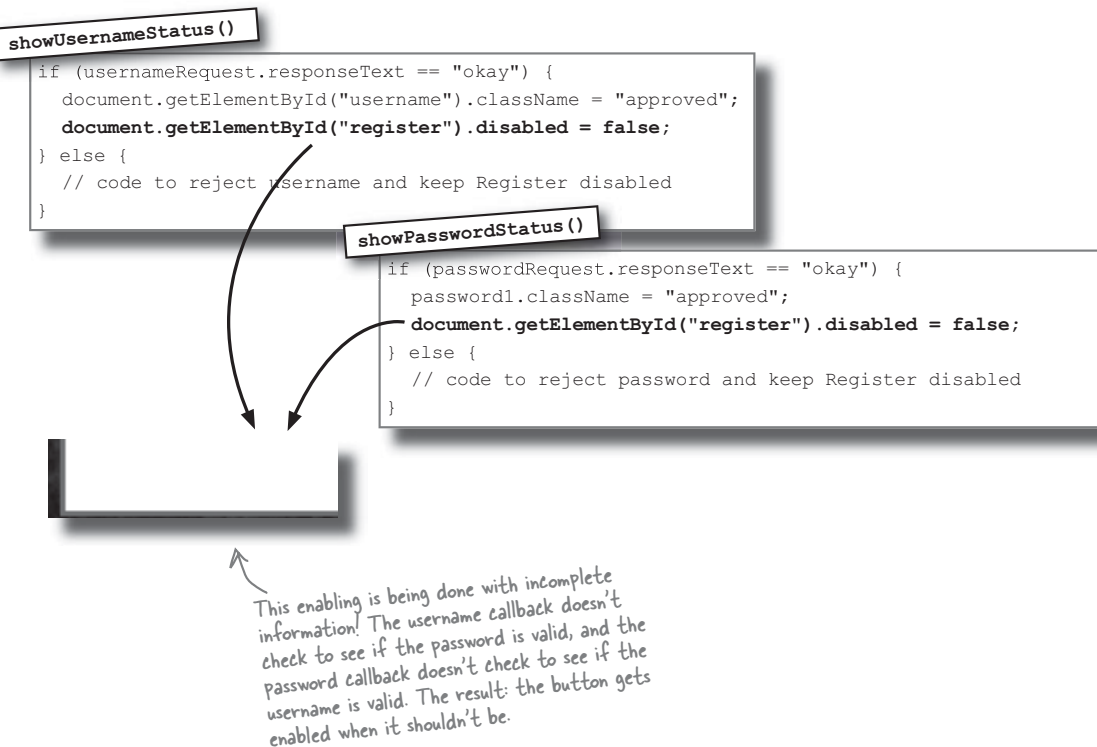 showUsernameStatus()
if (usernameRequest.responseText == "okay") {
document.getElementById("username").className = "approved";
document.getElementById("register").disabled = false;
} else {
// code to reject username and keep Register disabled
}
showPasswordStatus()
if (passwordRequest.responseText == "okay") {
password1.className = "approved";
document.getElementById("register").disabled = false;
} else {
// code to reject password and keep Register disabled
}
This enabling is being done with incomplete
information! The username callback doesn't
check to see if the password is valid, and the
password callback doesn't check to see if the
username is valid. The result: the button gets
enabled when it shouldn't be.